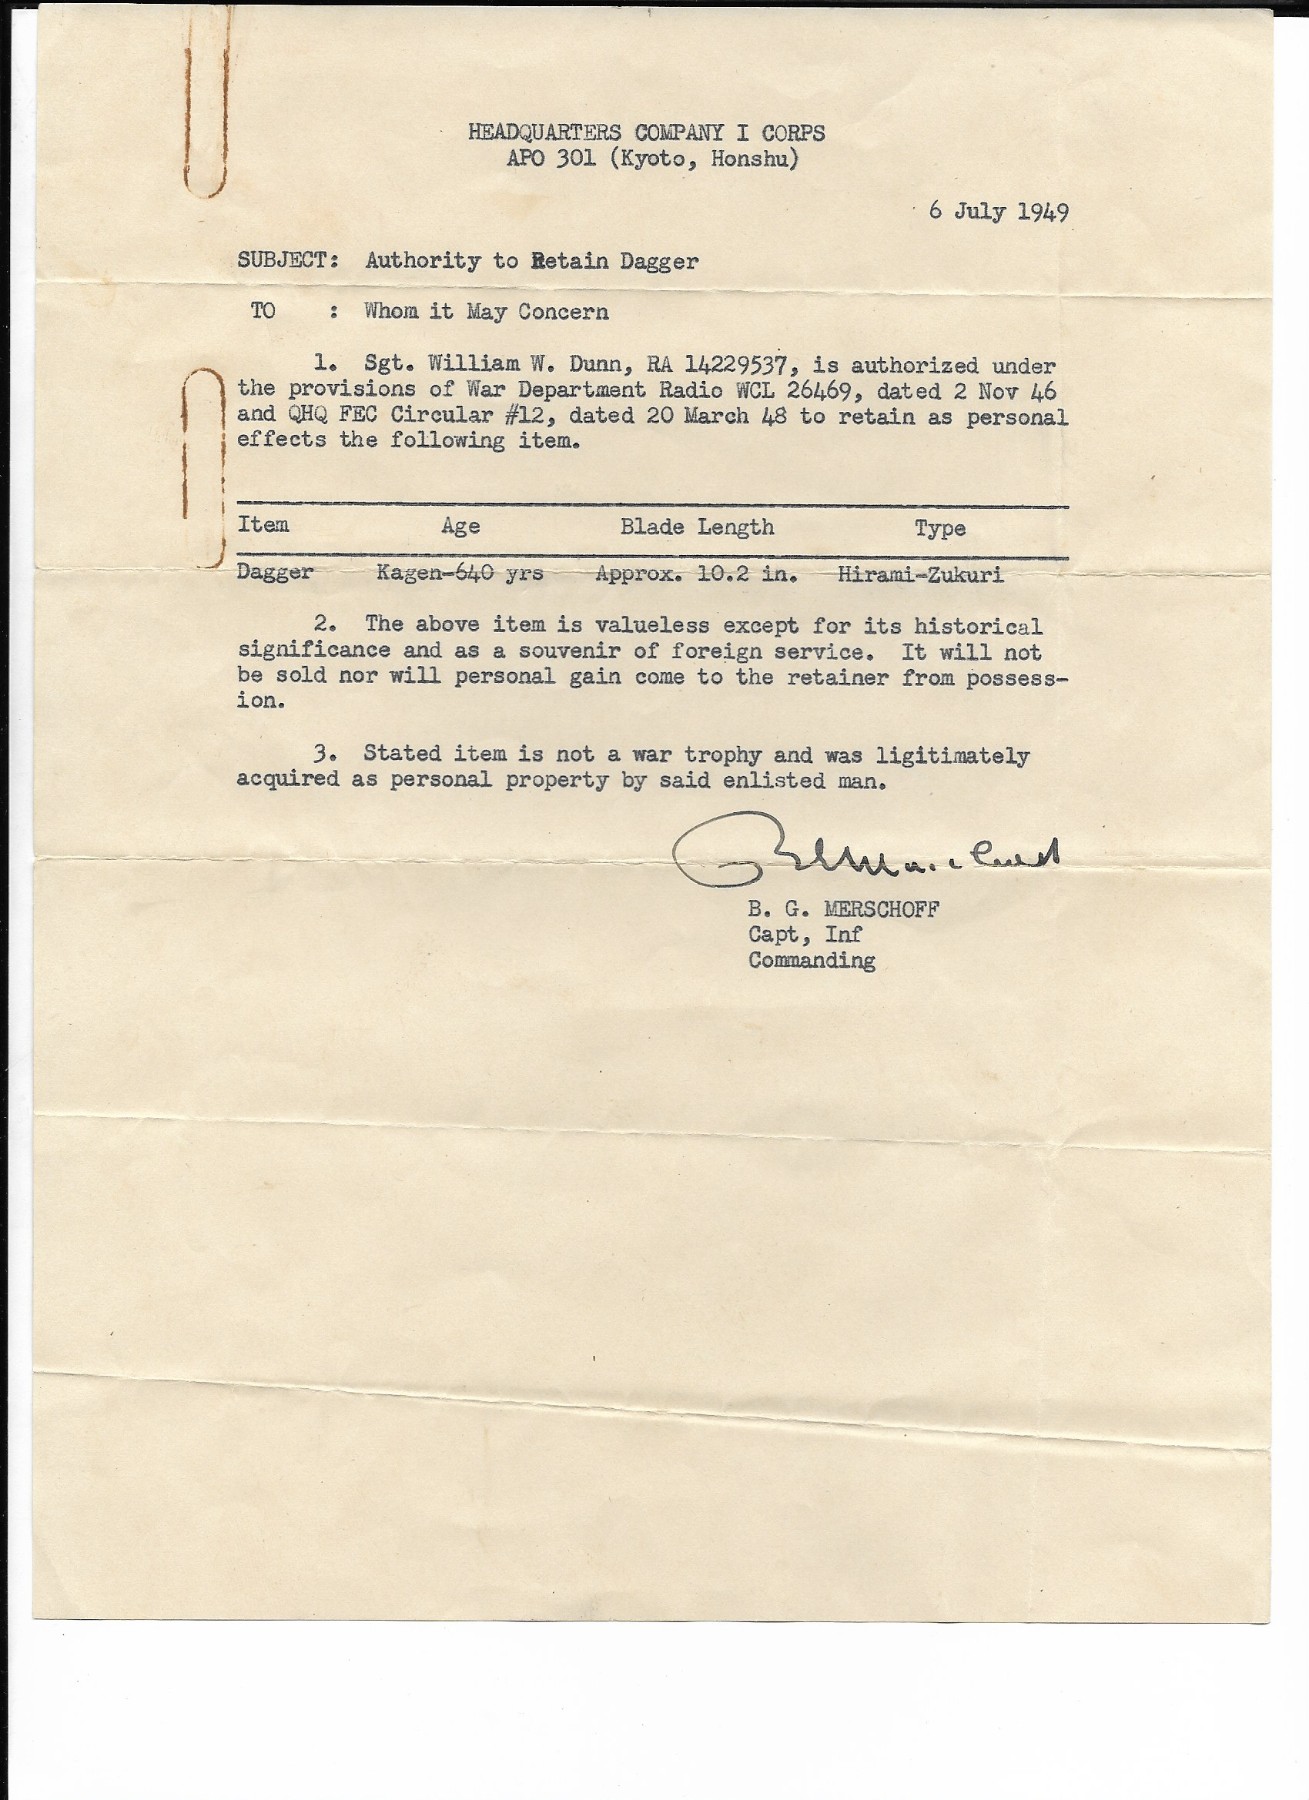 HEADQUARTERS COMPANY I CORPS
APO 301 (Kyoto, Honshu)
6 July 1949
SUBJECT: Authority to Retain Dagger
TO : Whom it May Concern
1. Sgt. William W. Dunn, RA 14229537, is authorized under
the provisions of War Department Radio WCL 26469, dated 2 Nov 46
and QHQ FEC Circular #12, dated 20 March 48 to retain as personal
effects the following item.
Item Age Blade Length Type
Dagger Kagen-640 yrs Approx. 10.2 in. Hirami-Zukuri
2. The above item is valueless except for its historical
significance and as a souvenir of foreign service. It will not
be sold nor will personal gain come to the retainer from possess-
ion.
3. Stated item is not a war trophy and was ligitimately
acquired as personal property by said enlisted man.
B. G. MERSCHOFF
Capt, Inf
Commanding